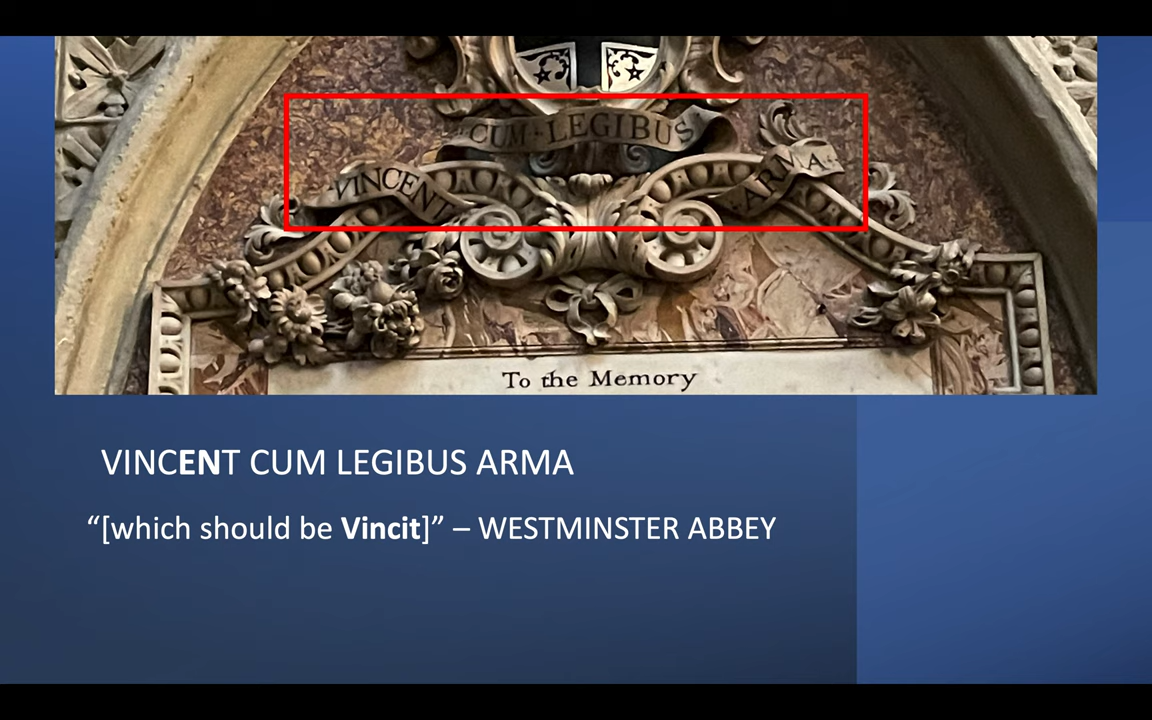 CUM · LEGIBUS
VINCENT
ARMA
To the Memory
VINCENT CUM LEGIBUS ARMA
“[which should be Vincit]” – WESTMINSTER ABBEY